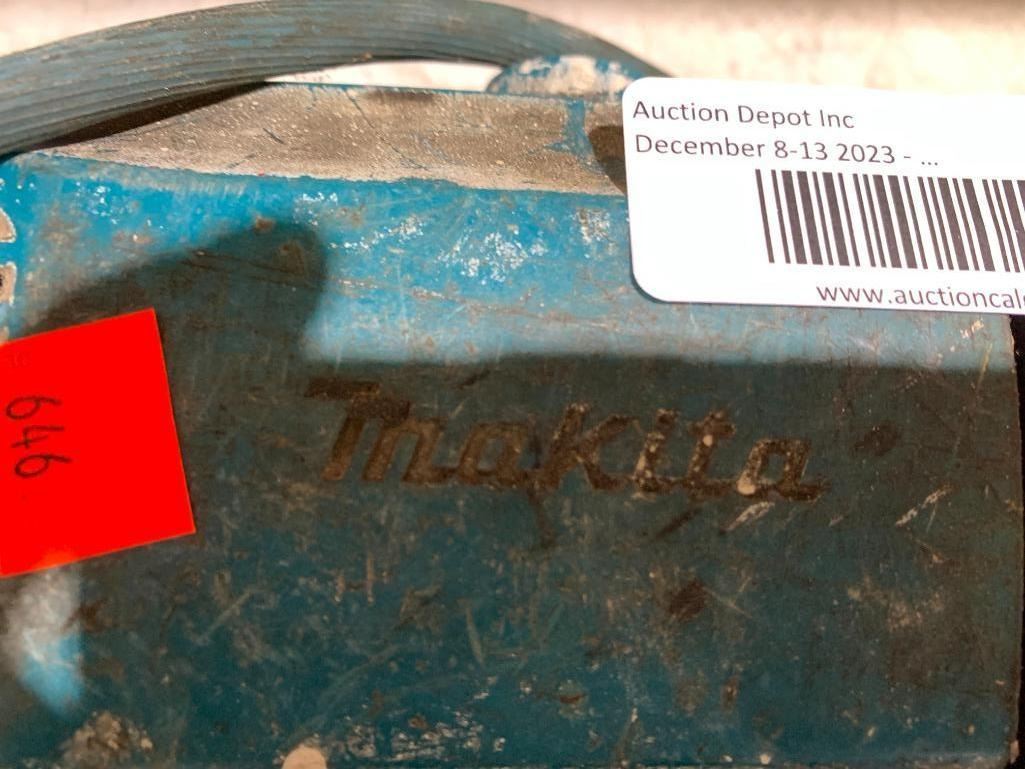 Auction Depot Inc
December 8-13 2023 - ...
www.auctioncal
646
Makita